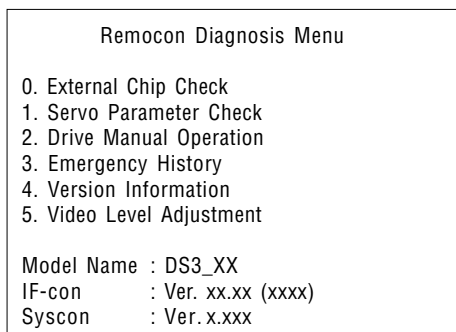 Remocon Diagnosis Menu
0. External Chip Check
1. Servo Parameter Check
2. Drive Manual Operation
3. Emergency History
4. Version Information
5. Video Level Adjustment
Model Name : DS3_XX
IF-con : Ver. xx.xx (xxxx)
Syscon : Ver. x.xxx